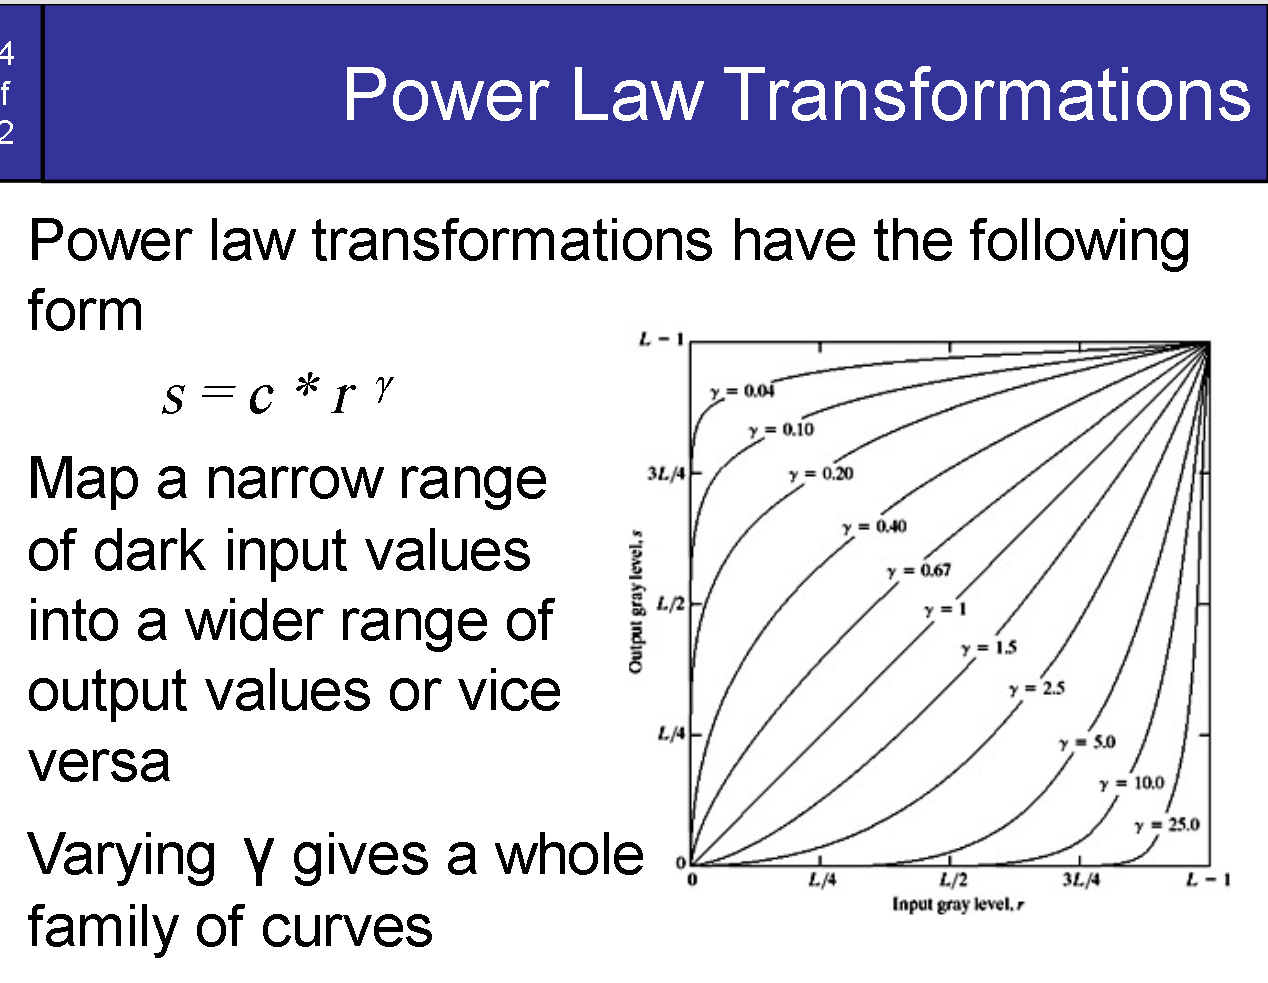 4
f
2
Power Law Transformations
Power law transformations have the following
form
s = c * r γ
Map a narrow range
of dark input values
into a wider range of
output values or vice
versa
Varying γ gives a whole
family of curves
L − 1
3L/4
L/2
L/4
0
Output gray level, s
γ = 0.04
γ = 0.10
γ = 0.20
γ = 0.40
γ = 0.67
γ = 1
γ = 1.5
γ = 2.5
γ = 5.0
γ = 10.0
γ = 25.0
0 L/4 L/2 3L/4 L − 1
Input gray level, r